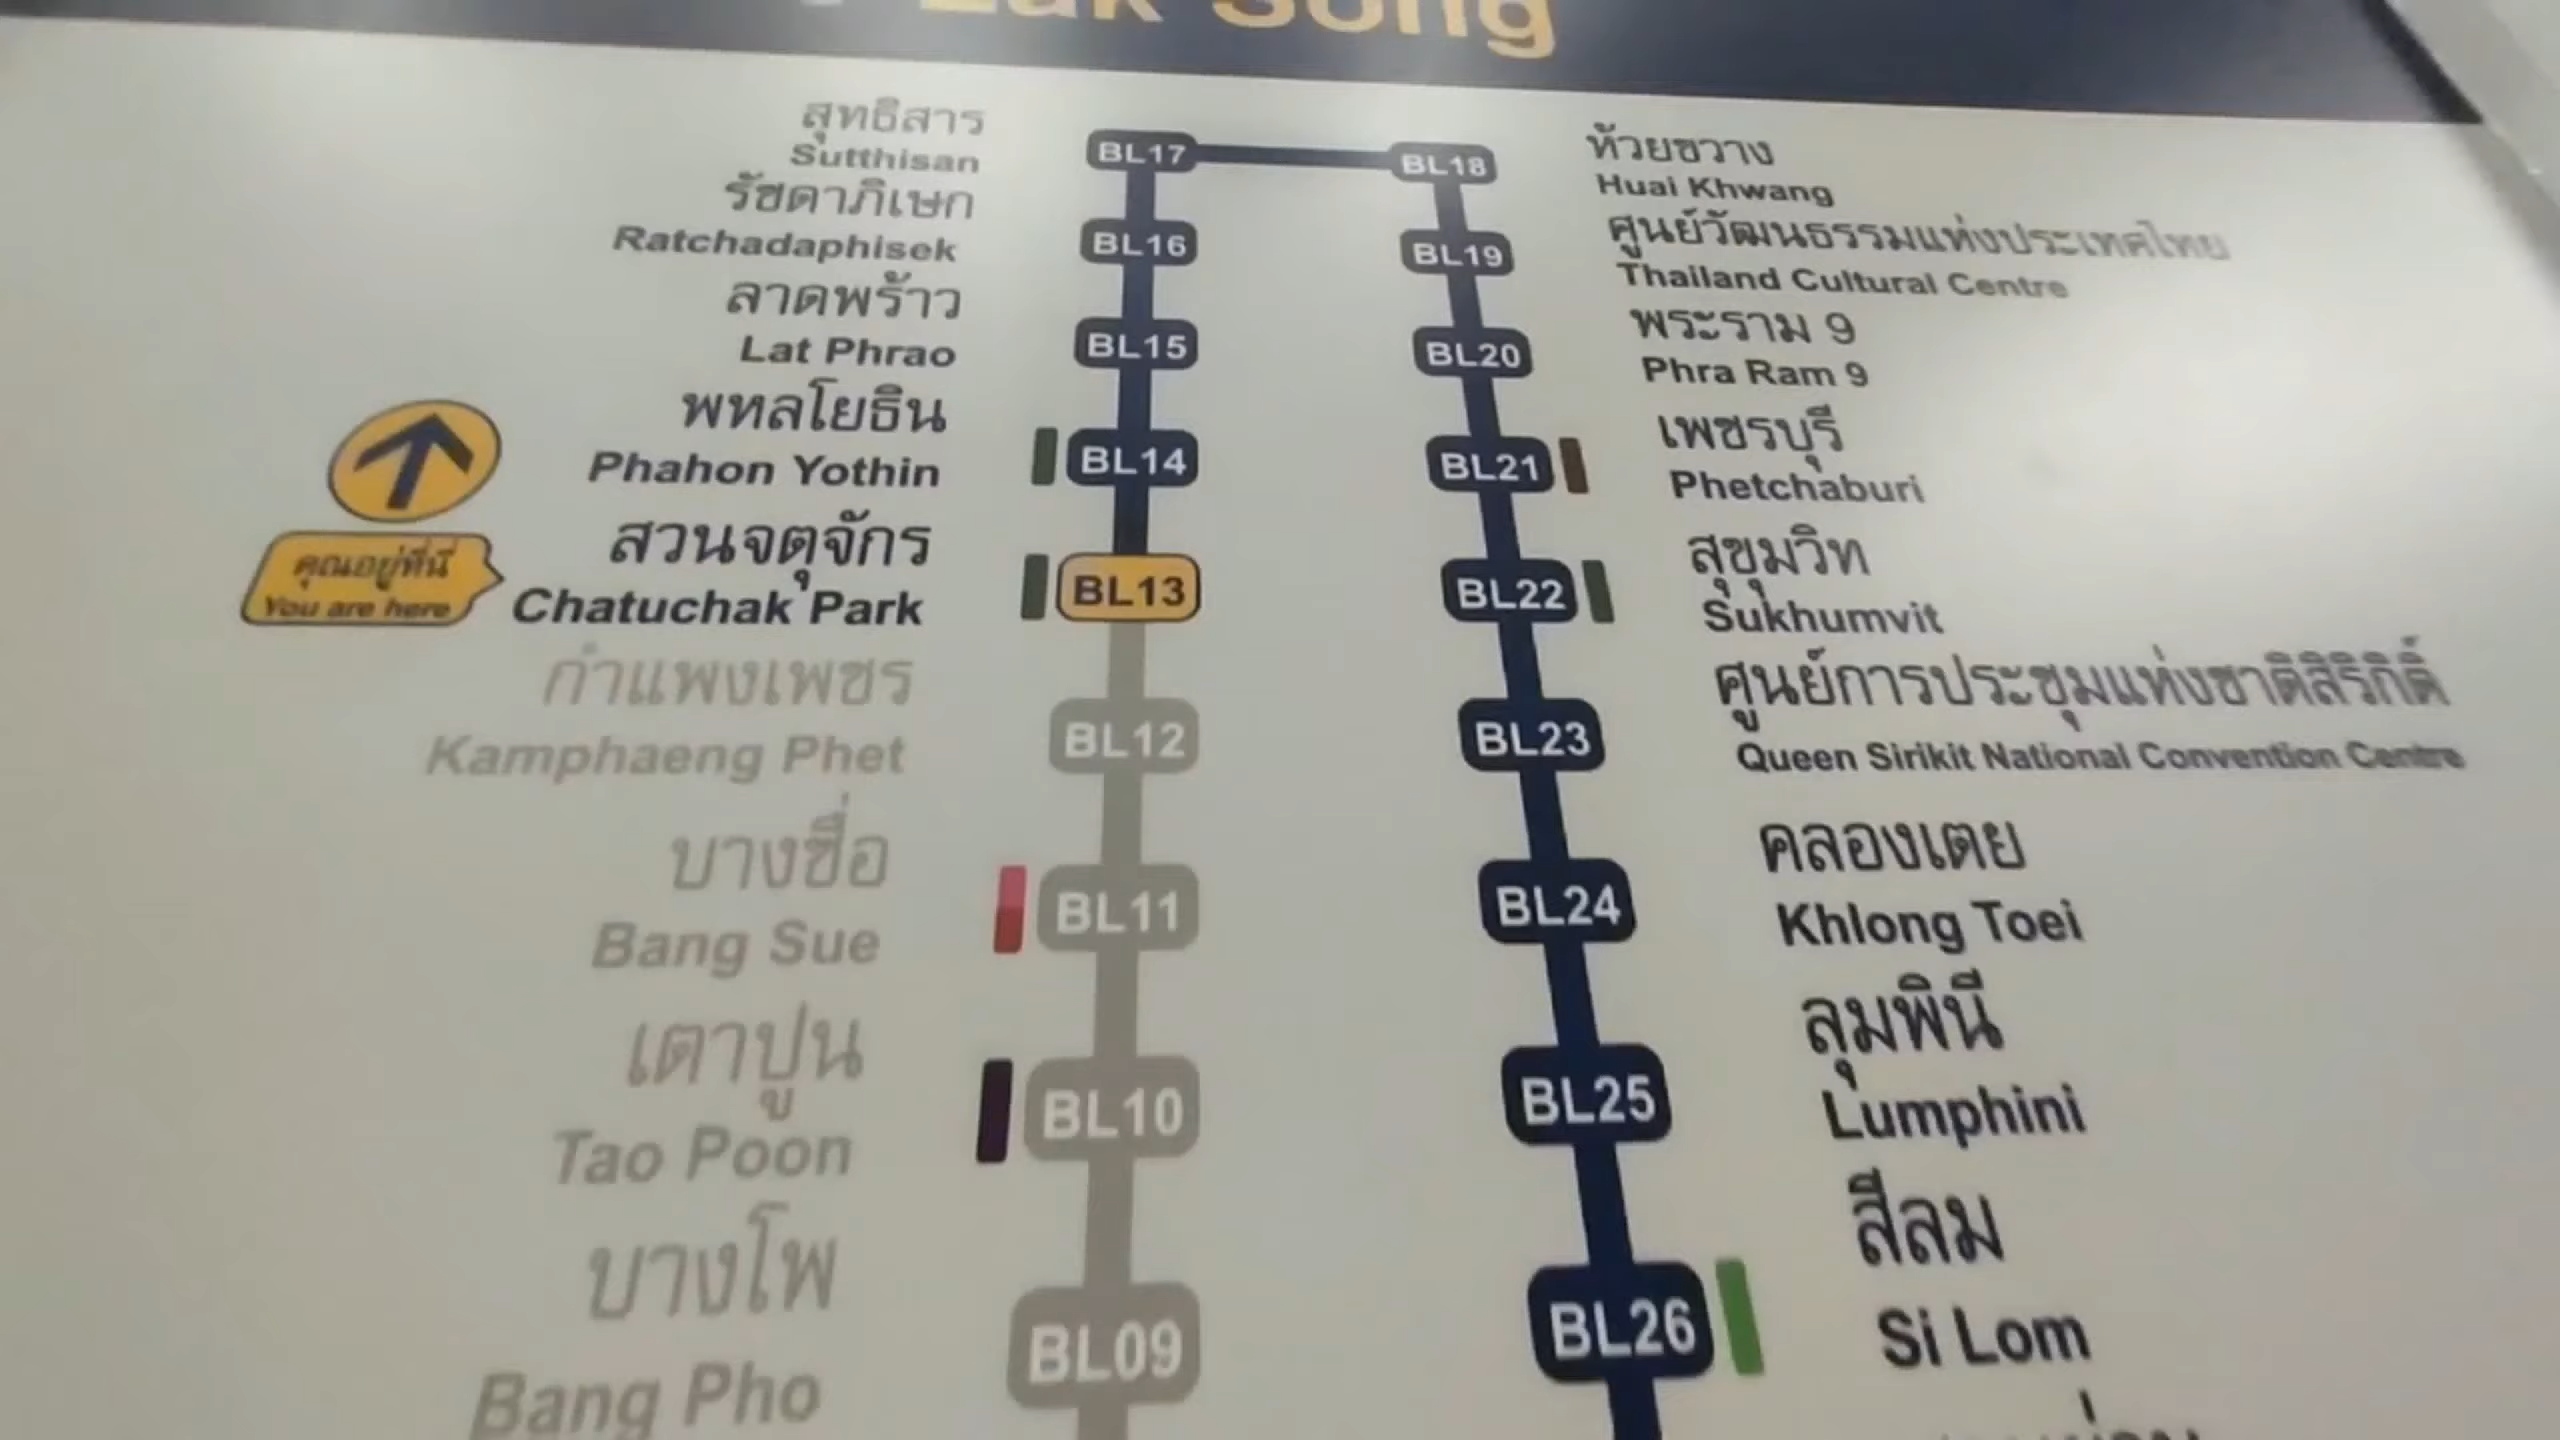 Lak Song
สุทธิสาร
Sutthisan
BL17
รัชดาภิเษก
Ratchadaphisek
BL16
ลาดพร้าว
Lat Phrao
BL15
พหลโยธิน
Phahon Yothin
BL14
คุณอยู่ที่นี่
You are here
สวนจตุจักร
Chatuchak Park
BL13
กำแพงเพชร
Kamphaeng Phet
BL12
บางซื่อ
Bang Sue
BL11
เตาปูน
Tao Poon
BL10
บางโพ
Bang Pho
BL09
BL18
ห้วยขวาง
Huai Khwang
BL19
ศูนย์วัฒนธรรมแห่งประเทศไทย
Thailand Cultural Centre
BL20
พระราม 9
Phra Ram 9
BL21
เพชรบุรี
Phetchaburi
BL22
สุขุมวิท
Sukhumvit
BL23
ศูนย์การประชุมแห่งชาติสิริกิติ์
Queen Sirikit National Convention Centre
BL24
คลองเตย
Khlong Toei
BL25
ลุมพินี
Lumphini
BL26
สีลม
Si Lom